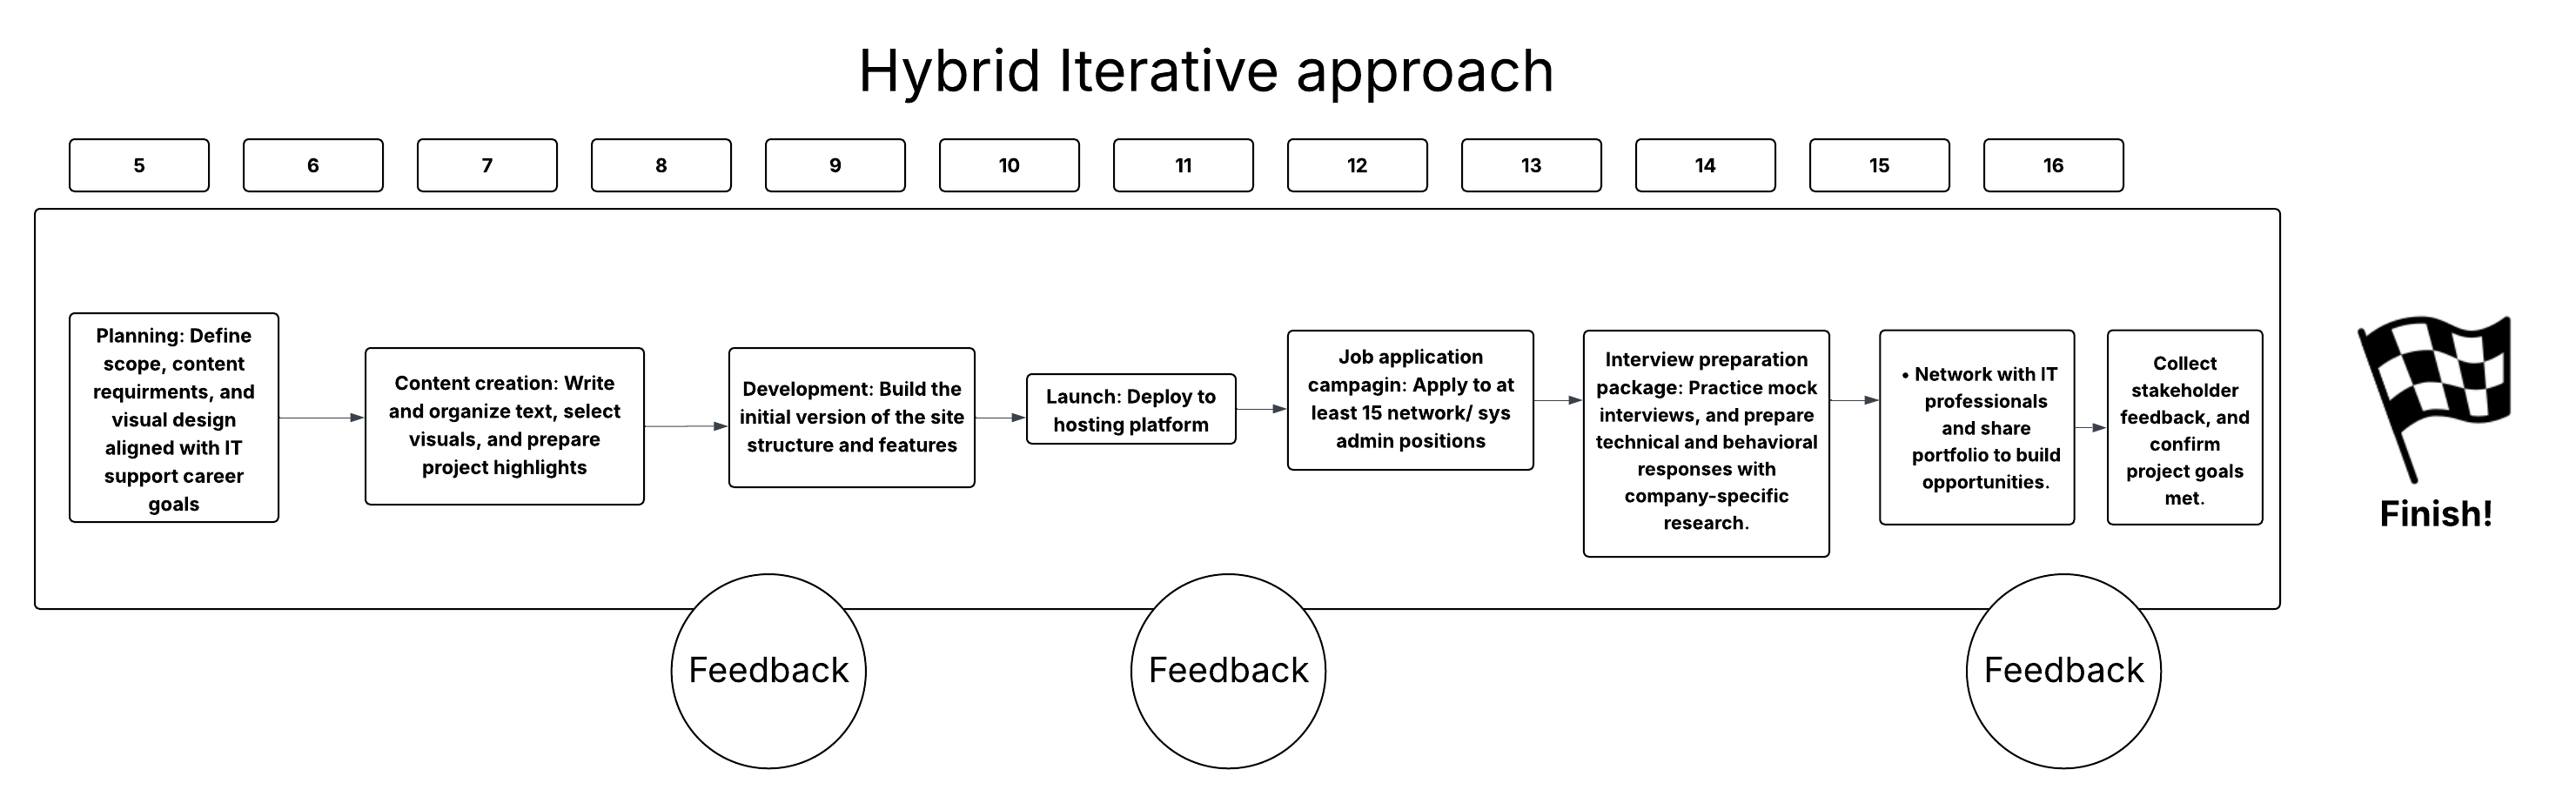 Hybrid Iterative approach
5
6
7
8
9
10
11
12
13
14
15
16
Planning: Define
scope, content
requirments, and
visual design
aligned with IT
support career
goals
Content creation: Write
and organize text, select
visuals, and prepare
project highlights
Development: Build the
initial version of the site
structure and features
Launch: Deploy to
hosting platform
Job application
campagin: Apply to at
least 15 network/ sys
admin positions
Interview preparation
package: Practice mock
interviews, and prepare
technical and behavioral
responses with
company-specific
research.
• Network with IT
professionals
and share
portfolio to build
opportunities.
Collect
stakeholder
feedback, and
confirm
project goals
met.
Finish!
Feedback
Feedback
Feedback